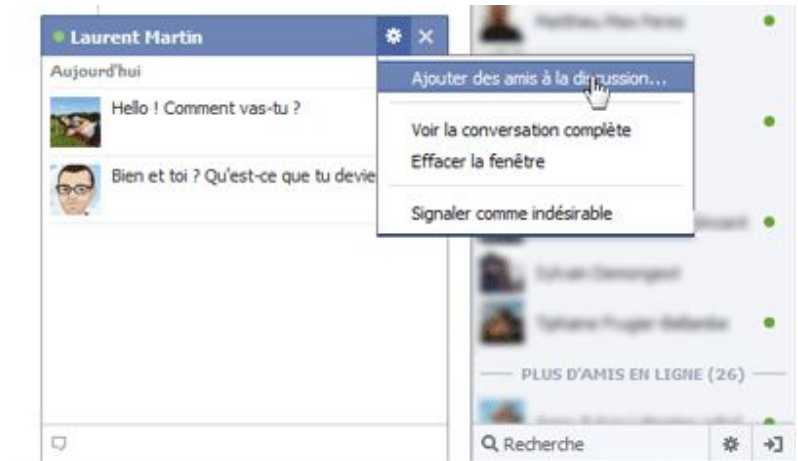 Laurent Martin
Aujourd'hui
Hello ! Comment vas-tu ?
Bien et toi ? Qu'est-ce que tu devie
Ajouter des amis à la discussion...
Voir la conversation complète
Effacer la fenêtre
Signaler comme indésirable
PLUS D'AMIS EN LIGNE (26)
Recherche